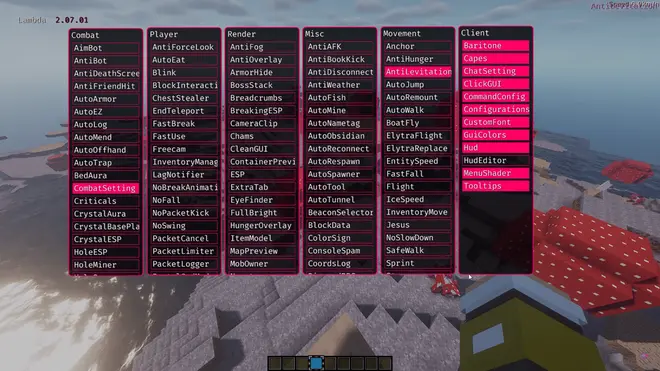 Lambda 2.07.01
Combat
AimBot
AntiBot
AntiDeathScree
AntiFriendHit
AutoArmor
AutoEZ
AutoLog
AutoMend
AutoOffhand
AutoTrap
BedAura
CombatSetting
Criticals
CrystalAura
CrystalBasePla
CrystalESP
HoleESP
HoleMiner
Player
AntiForceLook
AutoEat
Blink
BlockInteracti
ChestStealer
EndTeleport
FastBreak
FastUse
Freecam
InventoryManag
LagNotifier
NoBreakAnimati
NoFall
NoPacketKick
NoSwing
PacketCancel
PacketLimiter
PacketLogger
Render
AntiFog
AntiOverlay
ArmorHide
BossStack
Breadcrumbs
BreakingESP
CameraClip
Chams
CleanGUI
ContainerPrevi
ESP
ExtraTab
EyeFinder
FullBright
HungerOverlay
ItemModel
MapPreview
MobOwner
Misc
AntiAFK
AntiBookKick
AntiDisconnect
AntiWeather
AutoFish
AutoMine
AutoNametag
AutoObsidian
AutoReconnect
AutoRespawn
AutoSpawner
AutoTool
AutoTunnel
BeaconSelector
BlockData
ColorSign
ConsoleSpam
CoordsLog
Movement
Anchor
AntiHunger
AntiLevitation
AutoJump
AutoRemount
AutoWalk
BoatFly
ElytraFlight
ElytraReplace
EntitySpeed
FastFall
Flight
IceSpeed
InventoryMove
Jesus
NoSlowDown
SafeWalk
Sprint
Client
Baritone
Capes
ChatSetting
ClickGUI
CommandConfig
Configurations
CustomFont
GuiColors
Hud
HudEditor
MenuShader
Tooltips